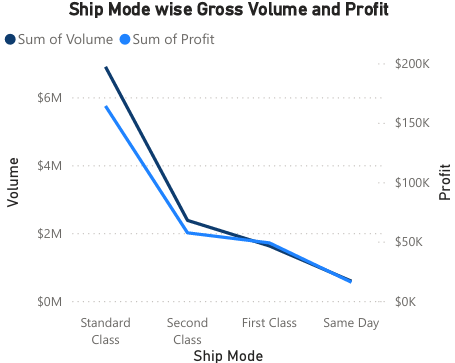 Ship Mode wise Gross Volume and Profit
Sum of Volume Sum of Profit
$200K
$6M
$150K
$4M
$100K
$2M
$50K
$0M
$0K
Volume
Profit
Standard Class
Second Class
First Class
Same Day
Ship Mode